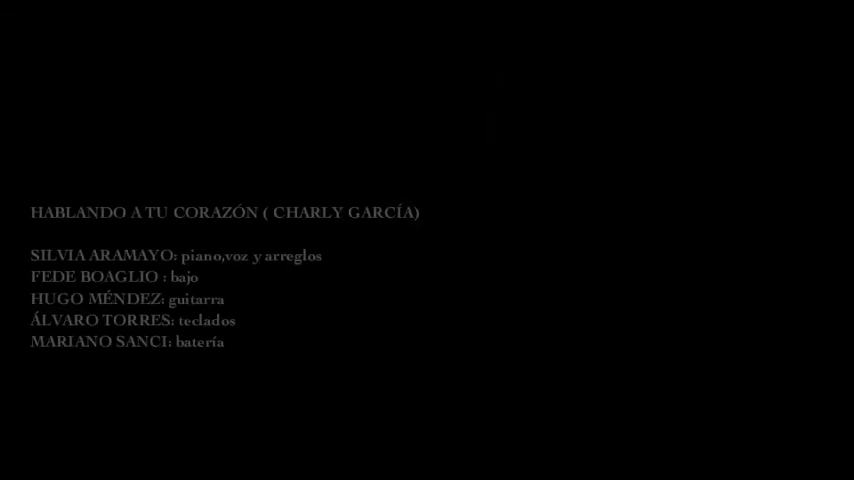 HABLANDO A TU CORAZÓN ( CHARLY GARCÍA)
SILVIA ARAMAYO: piano,voz y arreglos
FEDE BOAGLIO : bajo
HUGO MÉNDEZ: guitarra
ÁLVARO TORRES: teclados
MARIANO SANCI: batería